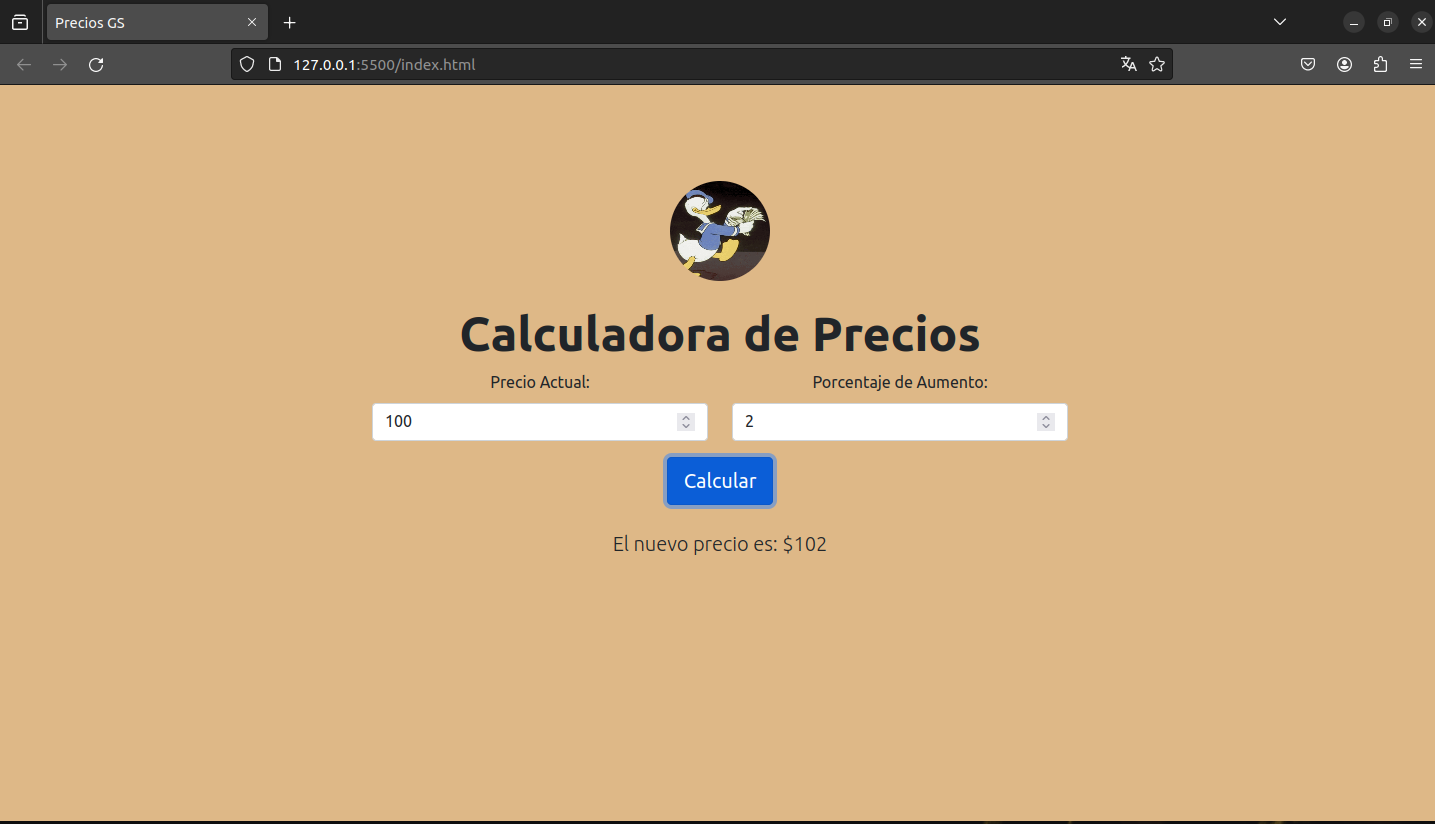 Precios GS
127.0.0.1:5500/index.html
Calculadora de Precios
Precio Actual:
Porcentaje de Aumento:
100
2
Calcular
El nuevo precio es: $102